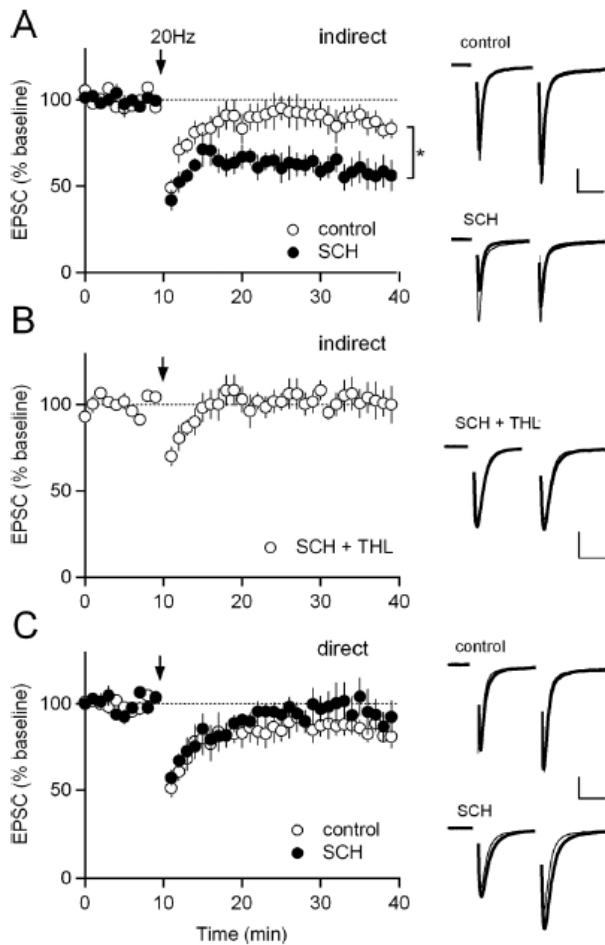 A
20Hz
indirect
EPSC (% baseline)
100
50
0
control
SCH
*
0
10
20
30
40
control
SCH
B
indirect
EPSC (% baseline)
100
50
0
SCH + THL
0
10
20
30
40
SCH + THL
C
direct
EPSC (% baseline)
100
50
0
control
SCH
0
10
20
30
40
Time (min)
control
SCH